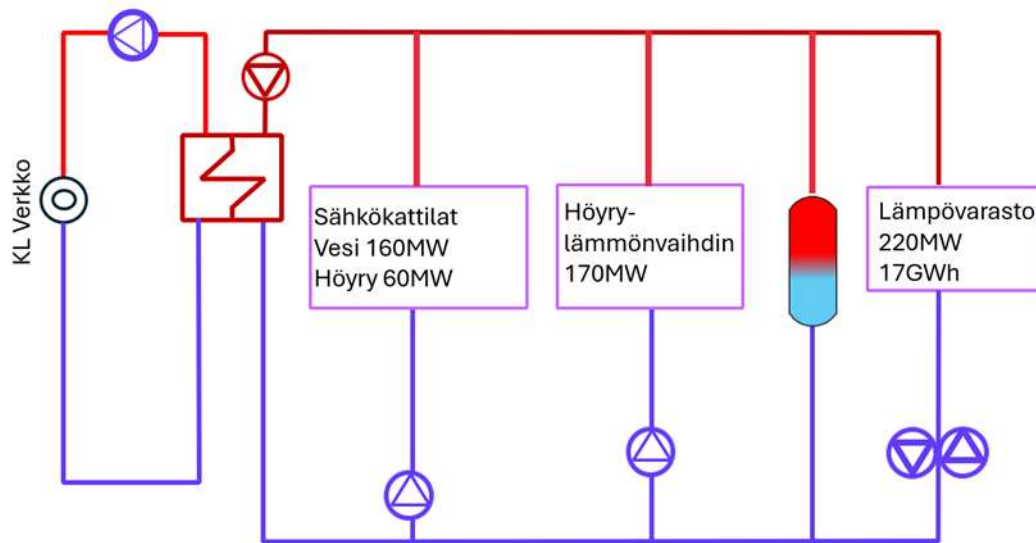 KL Verkko
Sähkökattilat
Vesi 160MW
Höyry 60MW
Höyry-
lämmönvaihdin
170MW
Lämpövarasto
220MW
17GWh